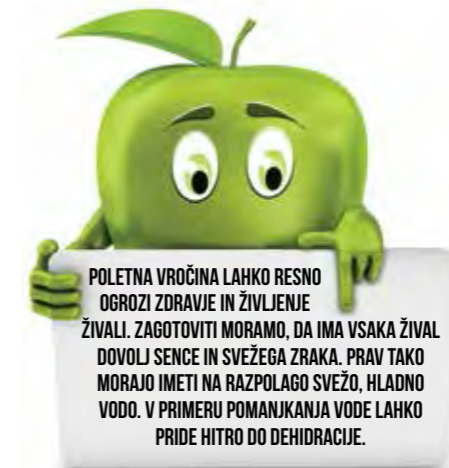 POLETNA VROČINA LAHKO RESNO
OGROZI ZDRAVJE IN ŽIVLJENJE
ŽIVALI. ZAGOTOVITI MORAMO, DA IMA VSAKA ŽIVAL
DOVOLJ SENCE IN SVEŽEGA ZRAKA. PRAV TAKO
MORAJO IMETI NA RAZPOLAGO SVEŽO, HLADNO
VODO. V PRIMERU POMANJKANJA VODE LAHKO
PRIDE HITRO DO DEHIDRACIJE.